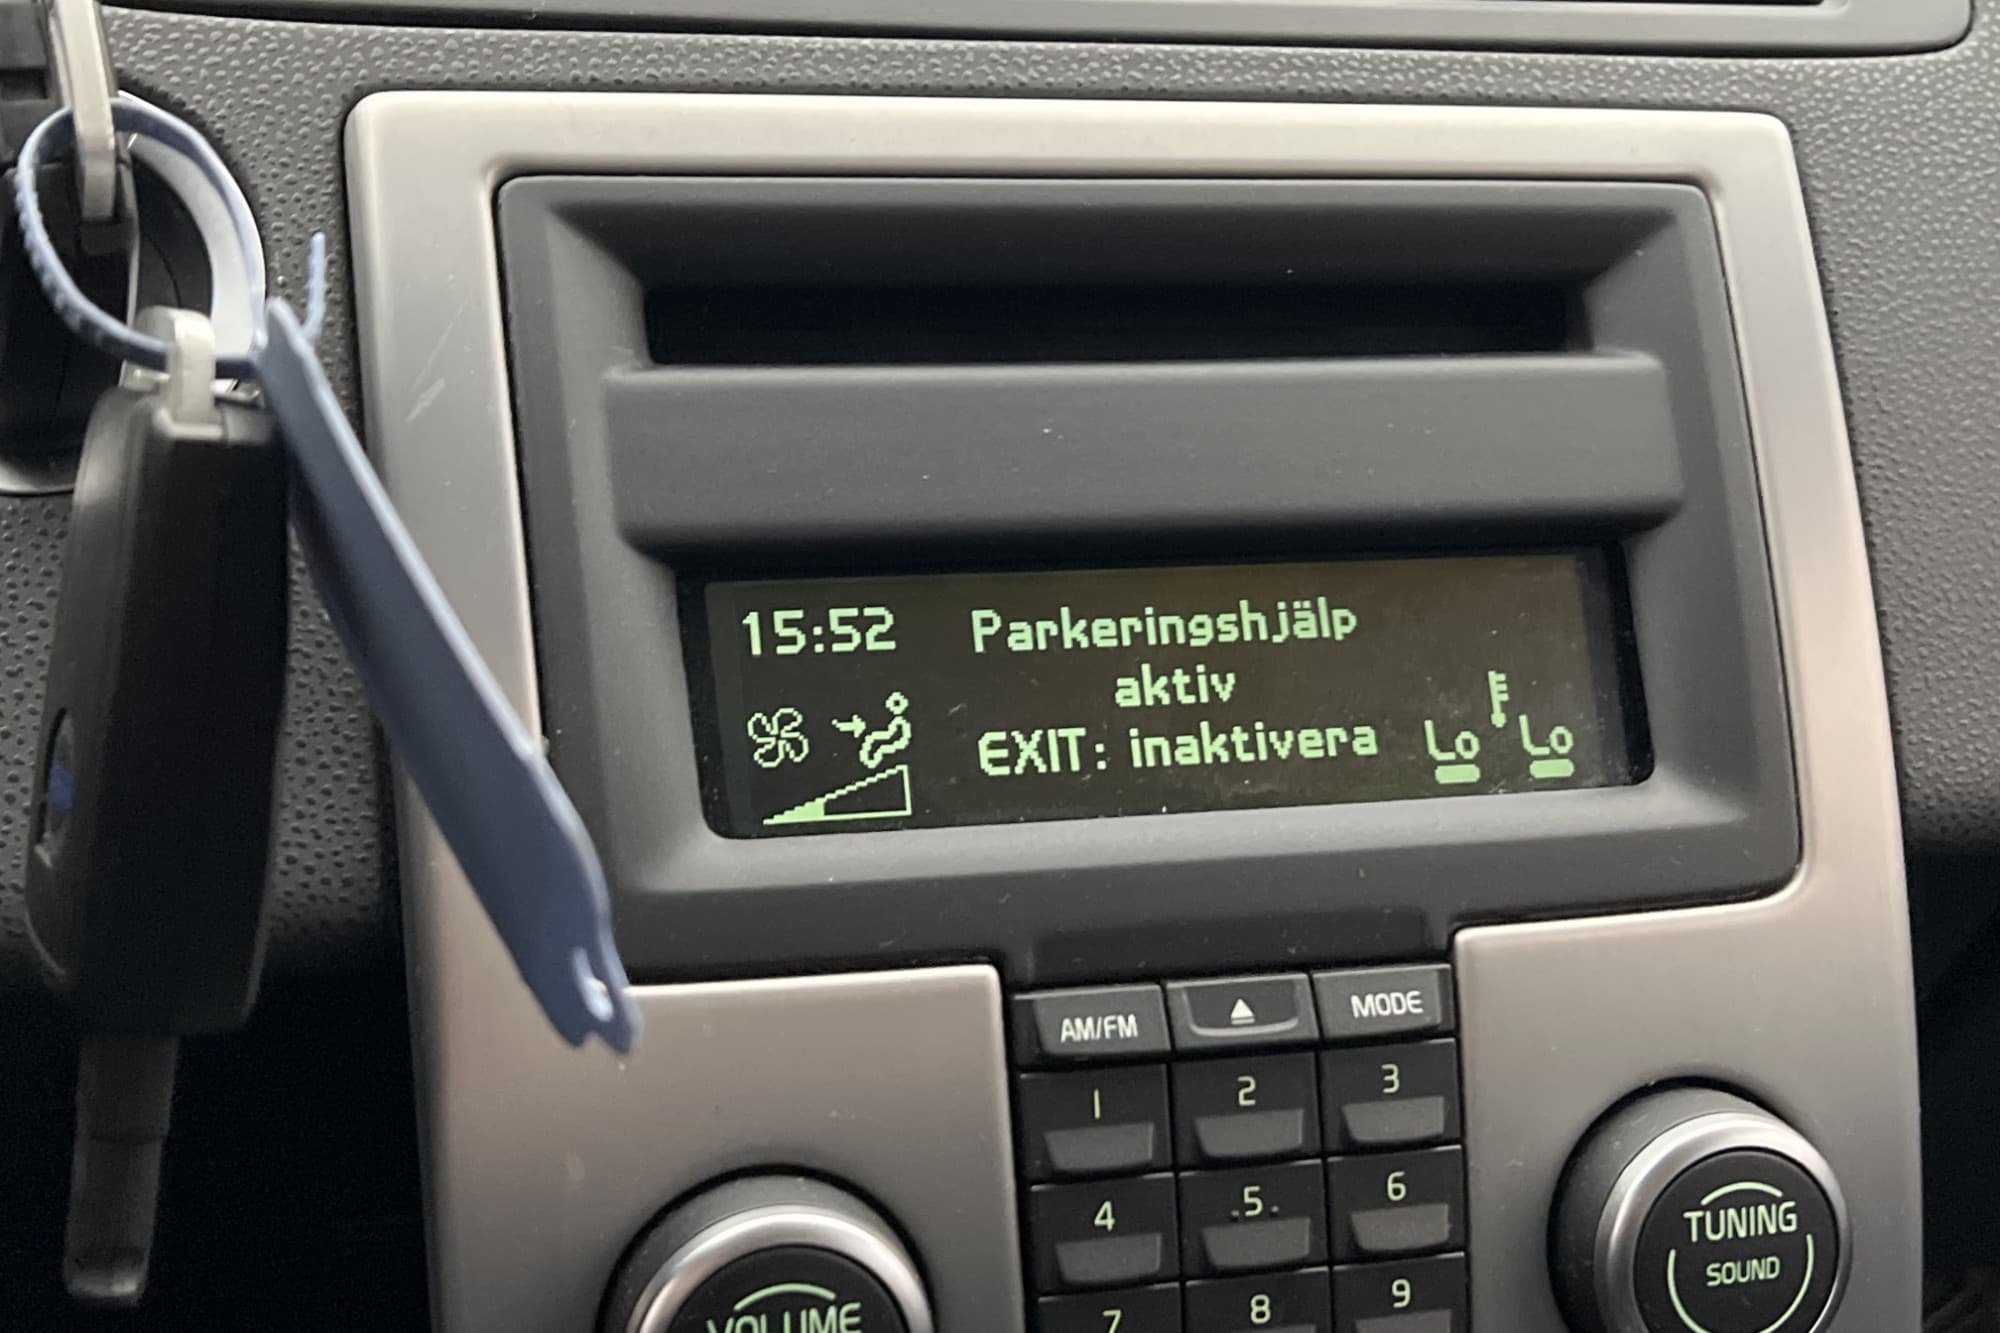 15:52 Parkeringshjälp
aktiv
EXIT: inaktivera Lo Lo
AM/FM MODE
1 2 3
4 5 6
7 8 9
VOLUME
TUNING
SOUND